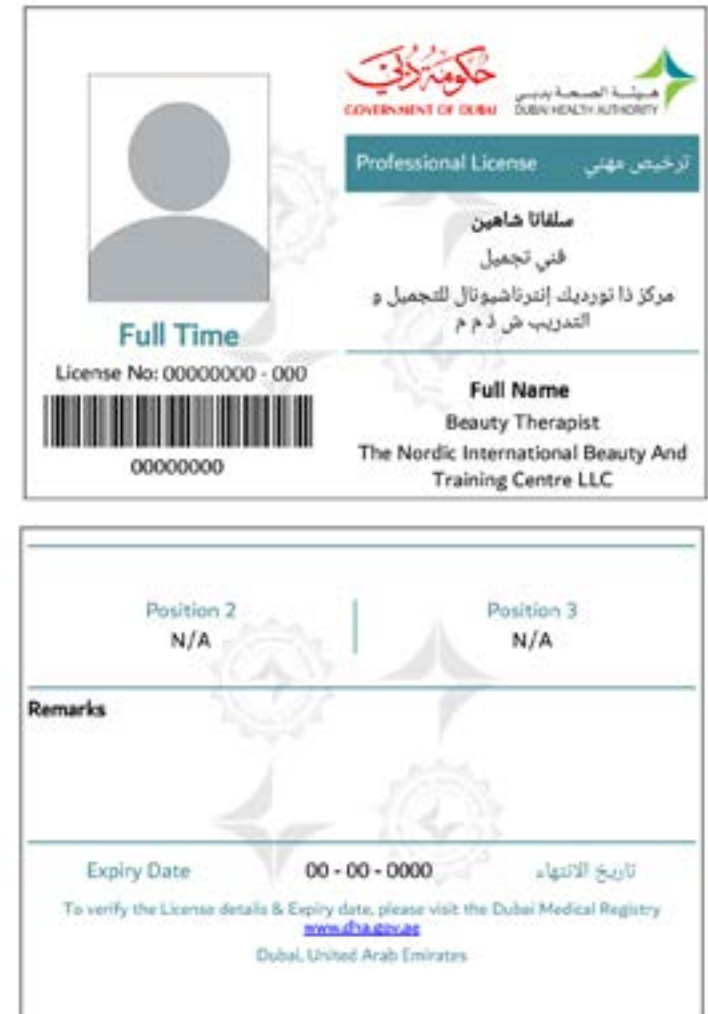 حكومة دبي
GOVERNMENT OF DUBAI
هيئة الصحة بدبي
DUBAI HEALTH AUTHORITY
Professional License ترخيص مهني
سلفانا شاهين
فني تجميل
مركز ذا نورديك إنترناشيونال للتجميل و
التدريب ش ذ م م
Full Time
License No: 00000000 - 000
00000000
Full Name
Beauty Therapist
The Nordic International Beauty And
Training Centre LLC
Position 2
N/A
Position 3
N/A
Remarks
Expiry Date 00 - 00 - 0000 تاريخ الانتهاء
To verify the License details & Expiry date, please visit the Dubai Medical Registry
www.dha.gov.ae
Dubai, United Arab Emirates